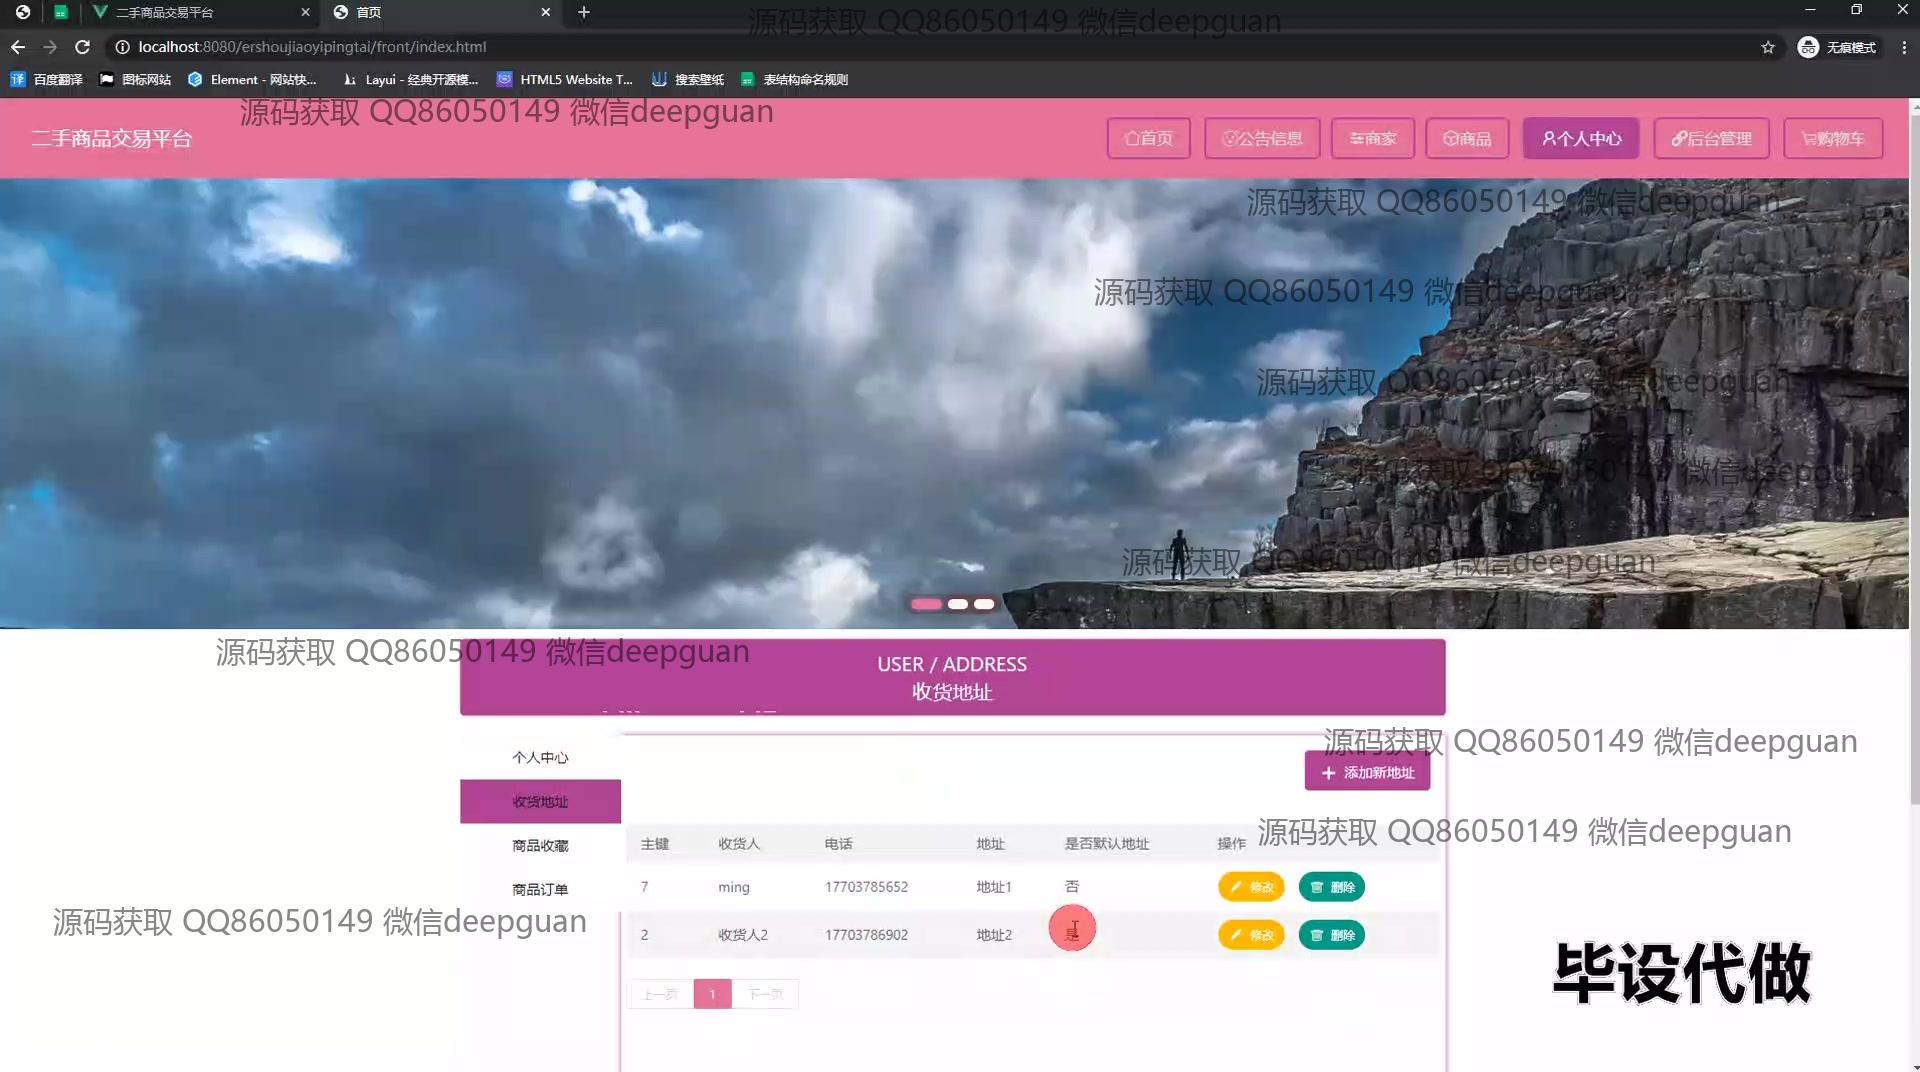 二手商品交易平台
首页
源码获取 QQ86050149 微信deepguan
localhost:8080/ershoujiaoyipingtai/front/index.html
无痕模式
百度翻译
图标网站
Element - 网站快...
Layui - 经典开源模...
HTML5 Website T...
搜索壁纸
表结构命名规则
源码获取 QQ86050149 微信deepguan
二手商品交易平台
首页
公告信息
商家
商品
个人中心
后台管理
购物车
源码获取 QQ86050149 微信deepguan
源码获取 QQ86050149 微信deepguan
源码获取 QQ86050149 微信deepguan
源码获取 QQ86050149 微信deepguan
源码获取 QQ86050149 微信deepguan
源码获取 QQ86050149 微信deepguan
USER / ADDRESS
收货地址
源码获取 QQ86050149 微信deepguan
个人中心
添加新地址
收货地址
源码获取 QQ86050149 微信deepguan
商品收藏
商品订单
主键 收货人 电话 地址 是否默认地址 操作
7 ming 17703785652 地址1 否 修改 删除
源码获取 QQ86050149 微信deepguan
2 收货人2 17703786902 地址2 是 修改 删除
上一页 1 下一页
毕设代做